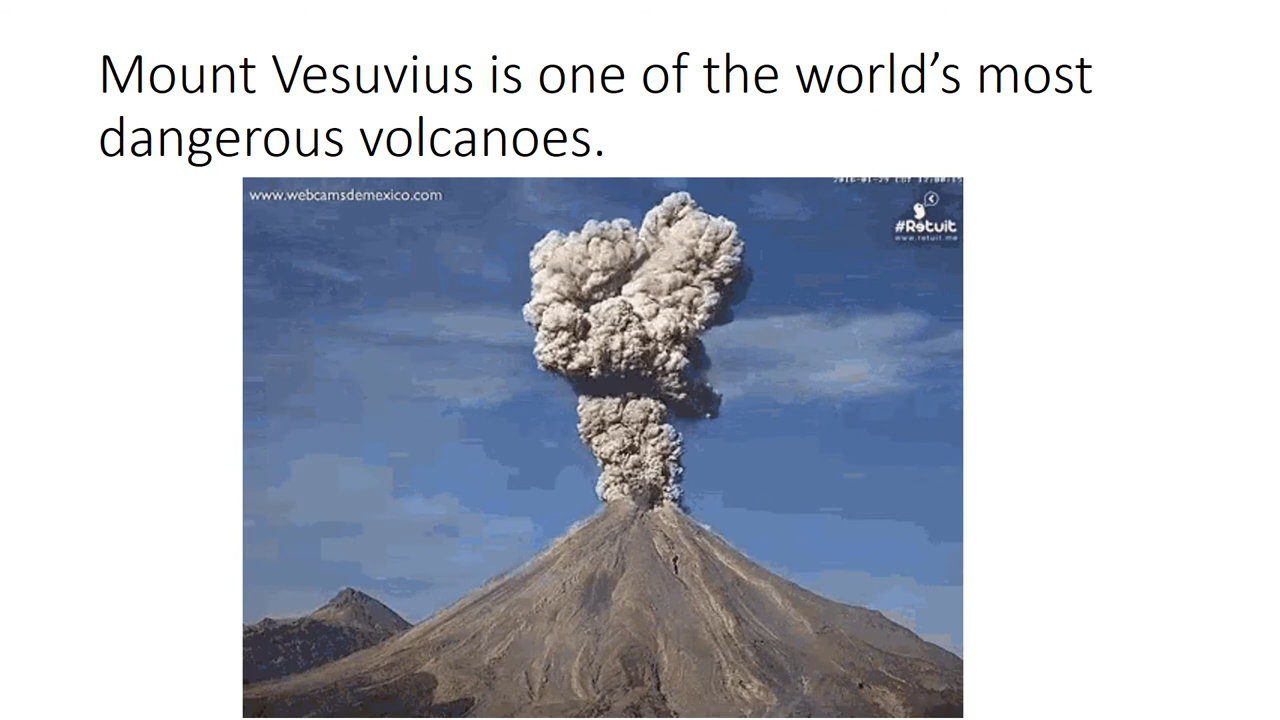 Mount Vesuvius is one of the world’s most
dangerous volcanoes.
www.webcamsdemexico.com
#Retuit
www.retuit.me